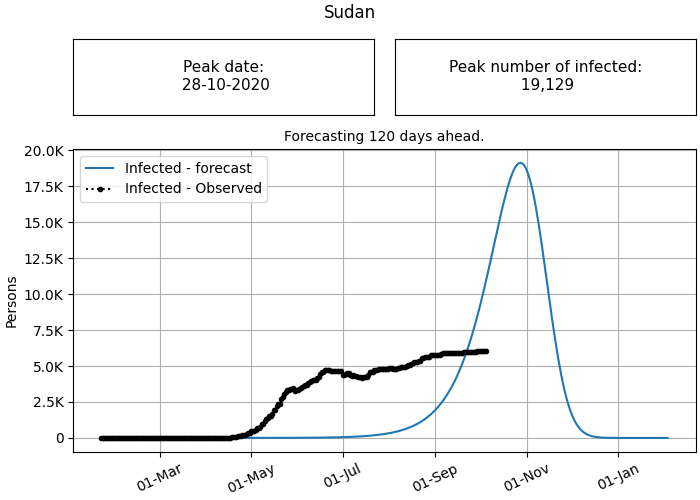 Sudan
Peak date:
28-10-2020
Peak number of infected:
19,129
Forecasting 120 days ahead.
20.0K
17.5K
15.0K
12.5K
10.0K
7.5K
5.0K
2.5K
0
Persons
Infected - forecast
Infected - Observed
01-Mar
01-May
01-Jul
01-Sep
01-Nov
01-Jan